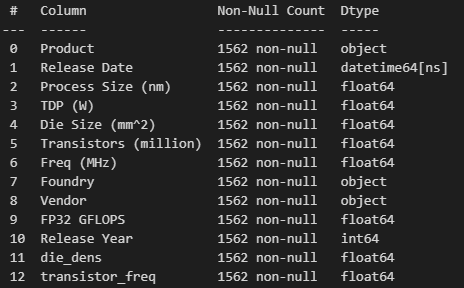 #   Column                 Non-Null Count  Dtype
---  ------                 --------------  -----
0   Product                1562 non-null   object
1   Release Date           1562 non-null   datetime64[ns]
2   Process Size (nm)      1562 non-null   float64
3   TDP (W)                1562 non-null   float64
4   Die Size (mm^2)        1562 non-null   float64
5   Transistors (million)  1562 non-null   float64
6   Freq (MHz)             1562 non-null   float64
7   Foundry                1562 non-null   object
8   Vendor                 1562 non-null   object
9   FP32 GFLOPS            1562 non-null   float64
10  Release Year           1562 non-null   int64
11  die_dens               1562 non-null   float64
12  transistor_freq        1562 non-null   float64